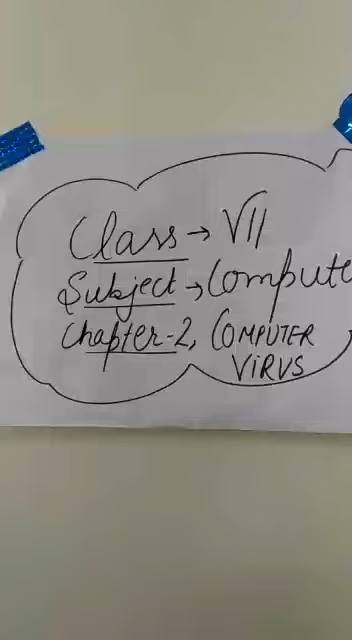 Class → VII
Subject → Compute
Chapter-2, COMPUTER
VIRUS